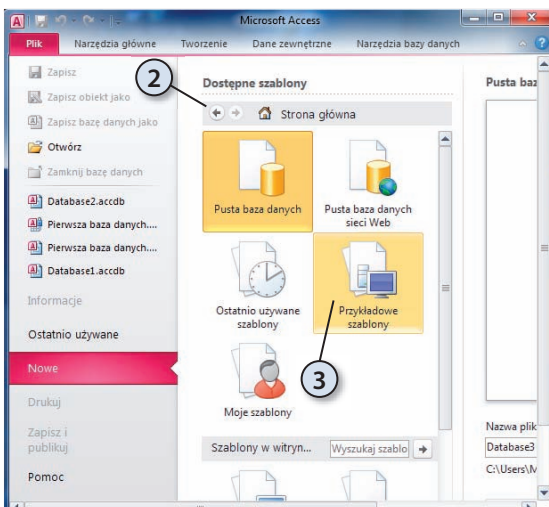 Microsoft Access
Plik Narzędzia główne Tworzenie Dane zewnętrzne Narzędzia bazy danych
Zapisz
Zapisz obiekt jako
Zapisz bazę danych jako
Otwórz
Zamknij bazę danych
Database2.accdb
Pierwsza baza danych....
Pierwsza baza danych....
Database1.accdb
Informacje
Ostatnio używane
Nowe
Drukuj
Zapisz i
publikuj
Pomoc
2
Dostępne szablony
Strona główna
Pusta baza danych
Pusta baza danych
sieci Web
Ostatnio używane
szablony
Przykładowe
szablony
3
Moje szablony
Szablony w witryn... Wyszukaj szablo
Pusta baz
Nazwa plik
Database3
C:\Users\M